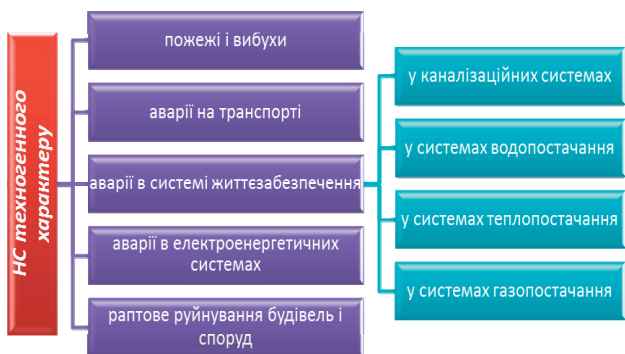 НС техногенного
характеру
пожежі і вибухи
аварії на транспорті
аварії в системі життєзабезпечення
аварії в електроенергетичних
системах
раптове руйнування будівель і
споруд
у каналізаційних системах
у системах водопостачання
у системах теплопостачання
у системах газопостачання